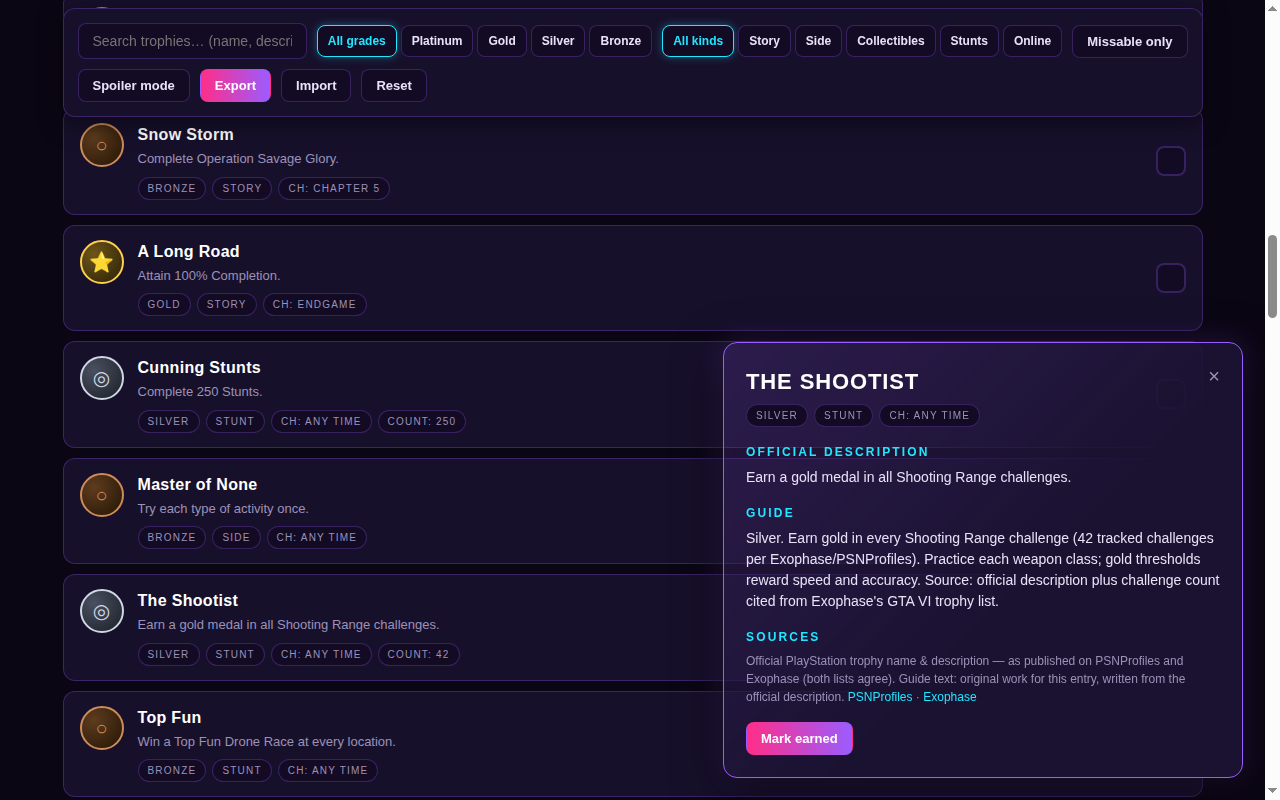 Search trophies… (name, descri
All grades
Platinum
Gold
Silver
Bronze
All kinds
Story
Side
Collectibles
Stunts
Online
Missable only
Spoiler mode
Export
Import
Reset
Snow Storm
Complete Operation Savage Glory.
BRONZE
STORY
CH: CHAPTER 5
A Long Road
Attain 100% Completion.
GOLD
STORY
CH: ENDGAME
Cunning Stunts
Complete 250 Stunts.
SILVER
STUNT
CH: ANY TIME
COUNT: 250
Master of None
Try each type of activity once.
BRONZE
SIDE
CH: ANY TIME
The Shootist
Earn a gold medal in all Shooting Range challenges.
SILVER
STUNT
CH: ANY TIME
COUNT: 42
Top Fun
Win a Top Fun Drone Race at every location.
BRONZE
STUNT
CH: ANY TIME
THE SHOOTIST
×
SILVER
STUNT
CH: ANY TIME
OFFICIAL DESCRIPTION
Earn a gold medal in all Shooting Range challenges.
GUIDE
Silver. Earn gold in every Shooting Range challenge (42 tracked challenges
per Exophase/PSNProfiles). Practice each weapon class; gold thresholds
reward speed and accuracy. Source: official description plus challenge count
cited from Exophase's GTA VI trophy list.
SOURCES
Official PlayStation trophy name & description — as published on PSNProfiles and
Exophase (both lists agree). Guide text: original work for this entry, written from the
official description. PSNProfiles · Exophase
Mark earned